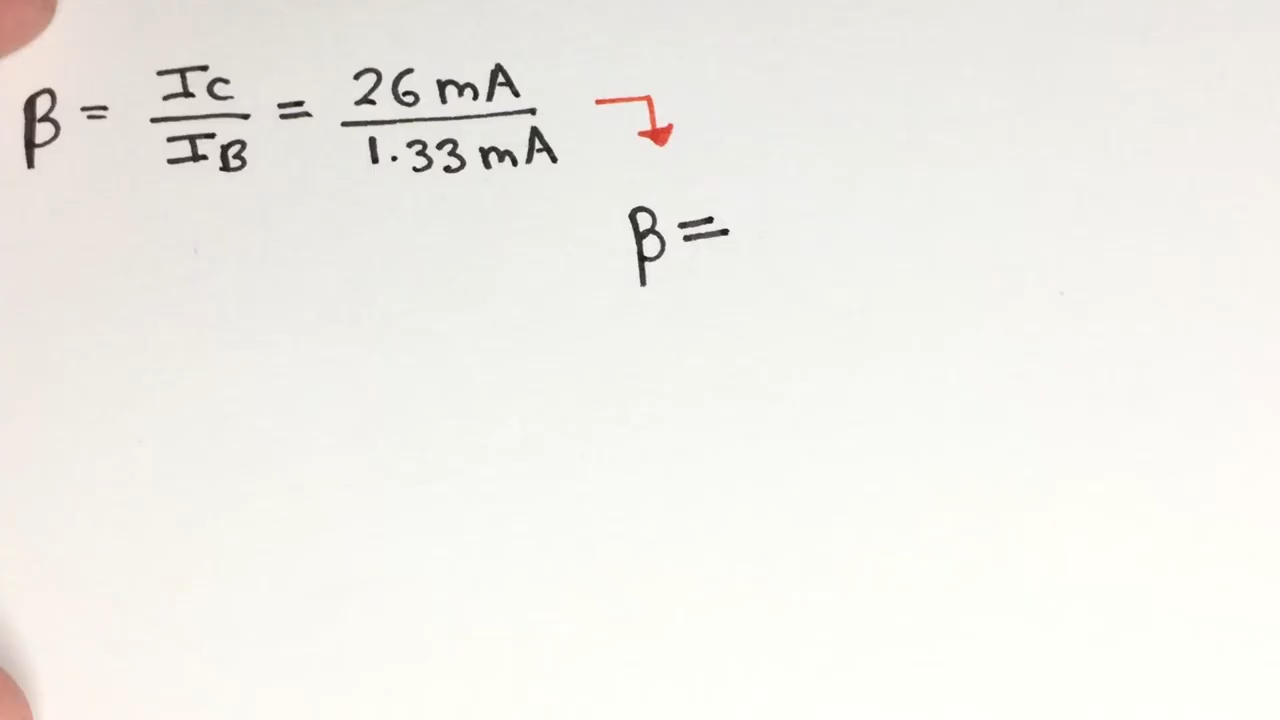 β = IC / IB = 26 mA / 1.33 mA
β =